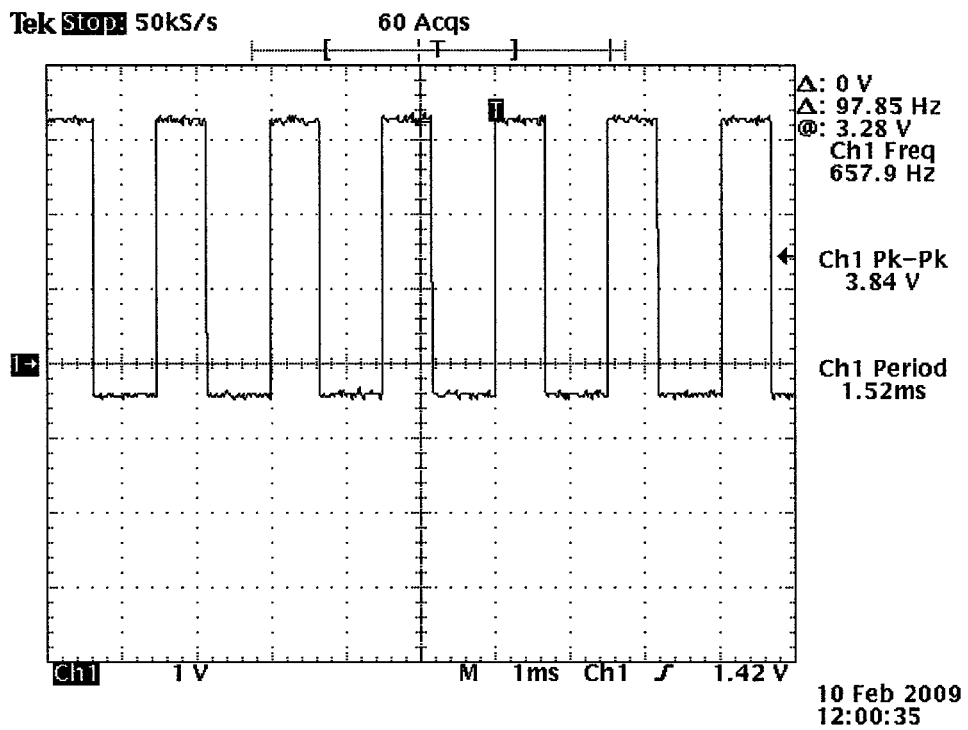 Tek Stop: 50kS/s 60 Acqs
[ T ]
Δ: 0 V
Δ: 97.85 Hz
@: 3.28 V
Ch1 Freq
657.9 Hz
T
Ch1 Pk-Pk
3.84 V
1→
Ch1 Period
1.52ms
Ch1 1 V M 1ms Ch1 1.42 V
10 Feb 2009
12:00:35